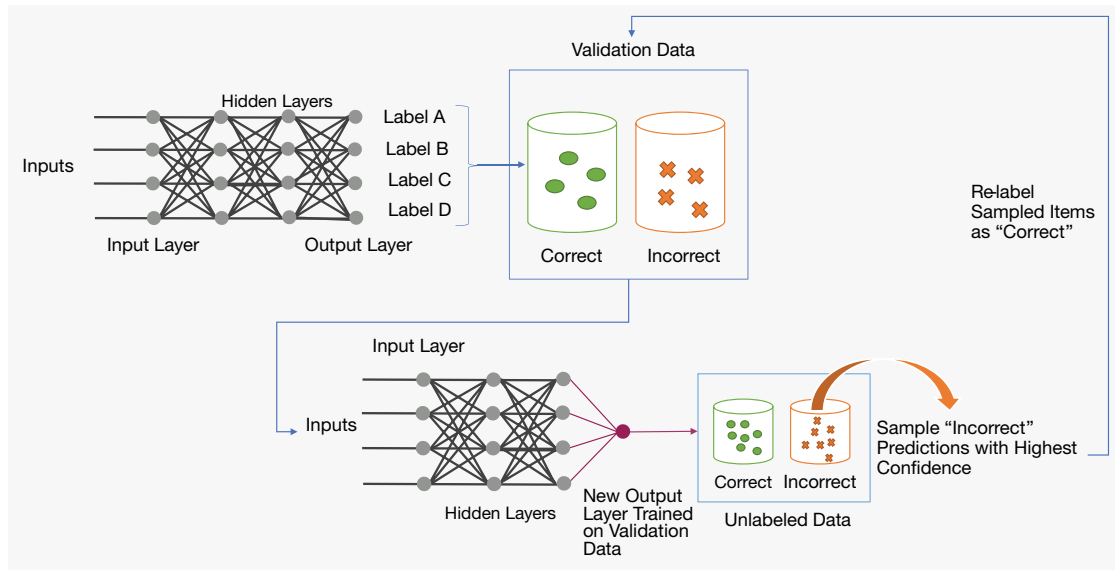 Validation Data
Hidden Layers
Label A
Label B
Label C
Label D
Inputs
Input Layer
Output Layer
Correct
Incorrect
Re-label
Sampled Items
as “Correct”
Input Layer
Inputs
Hidden Layers
New Output
Layer Trained
on Validation
Data
Correct
Incorrect
Unlabeled Data
Sample “Incorrect”
Predictions with Highest
Confidence